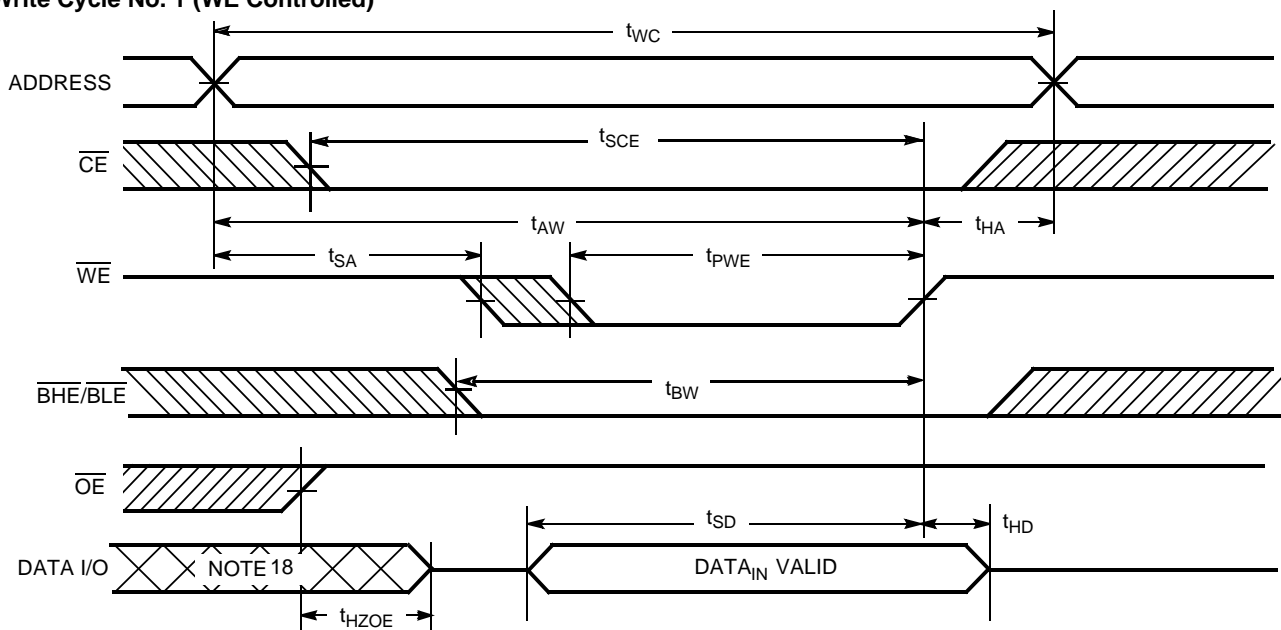 Write Cycle No. 1 (WE Controlled)
tWC
ADDRESS
tSCE
CE
tAW
tHA
tSA
tPWE
WE
tBW
BHE/BLE
OE
tSD
tHD
DATA I/O
NOTE 18
DATAIN VALID
tHZOE